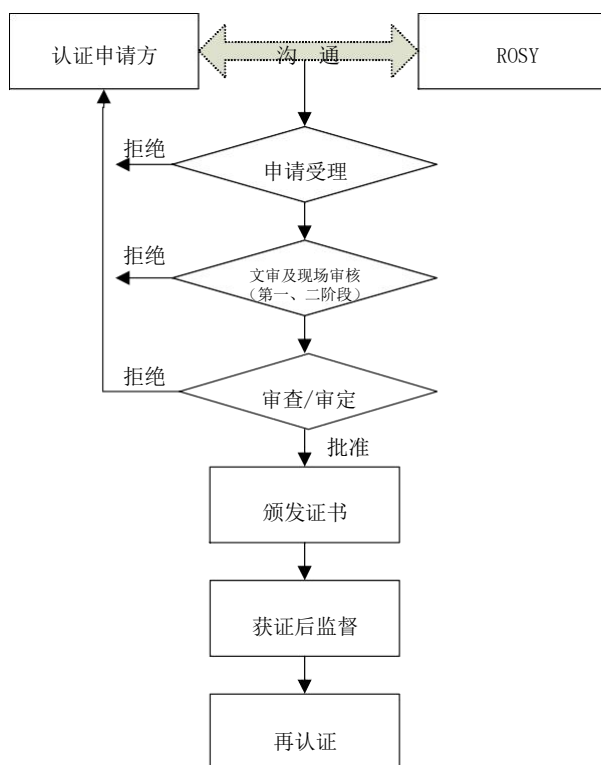 认证申请方
沟 通
ROSY
拒绝
申请受理
拒绝
文审及现场审核
（第一、二阶段）
拒绝
审查/审定
批准
颁发证书
获证后监督
再认证